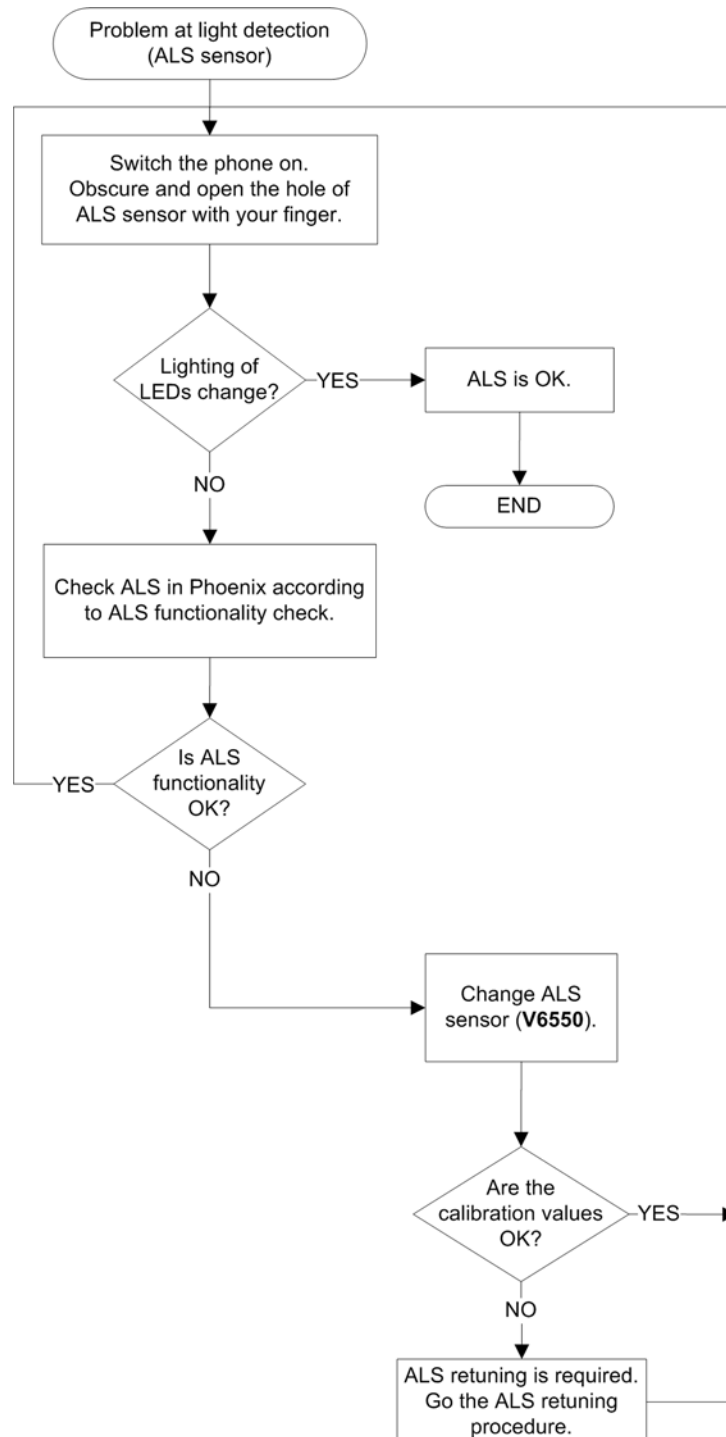 Problem at light detection
(ALS sensor)
Switch the phone on.
Obscure and open the hole of
ALS sensor with your finger.
Lighting of
LEDs change?
YES
ALS is OK.
NO
END
Check ALS in Phoenix according
to ALS functionality check.
Is ALS
functionality
OK?
YES
NO
Change ALS
sensor (V6550).
Are the
calibration values
OK?
YES
NO
ALS retuning is required.
Go the ALS retuning
procedure.